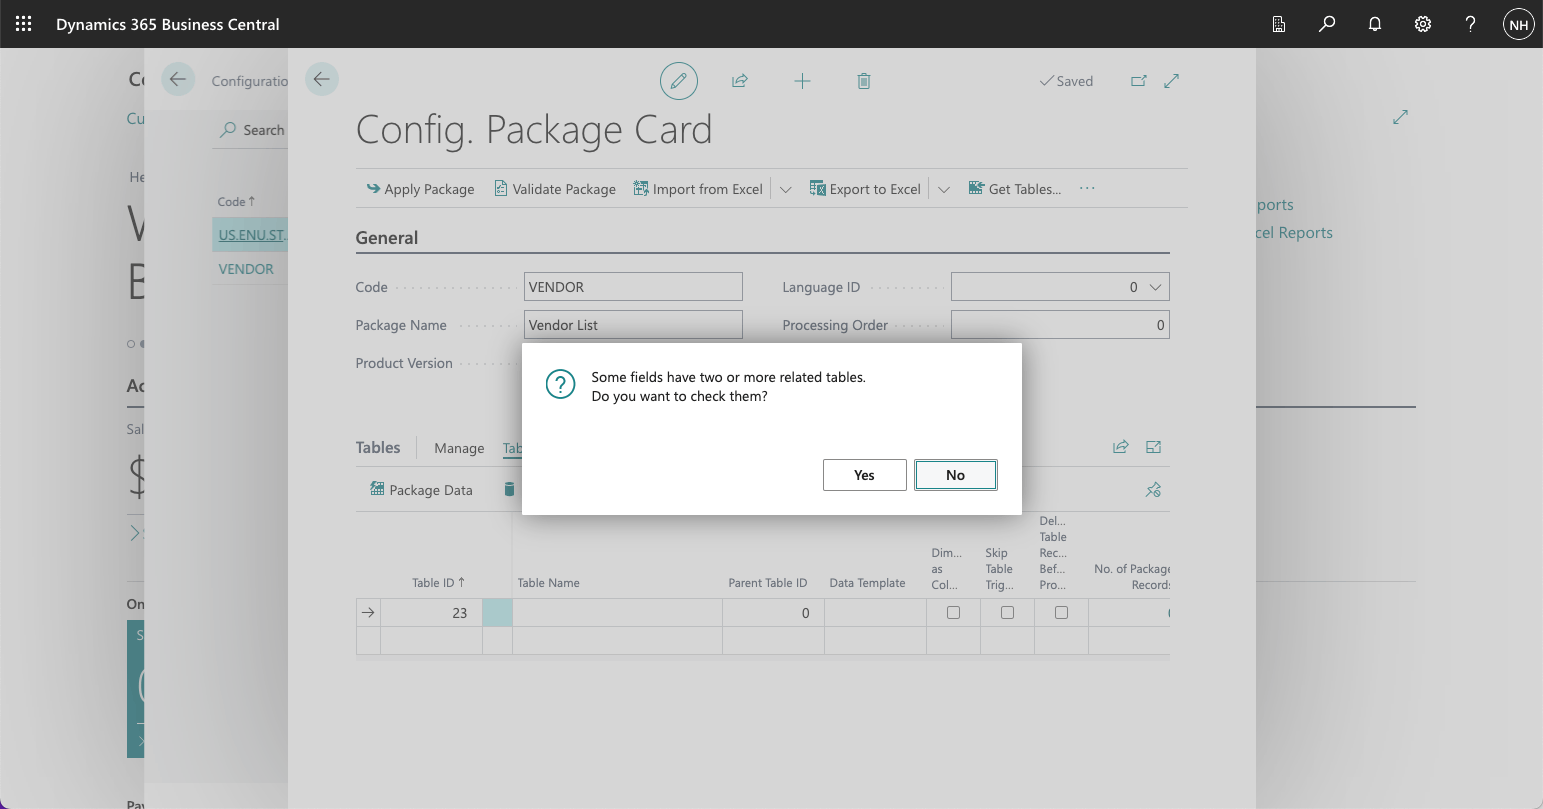 Dynamics 365 Business Central
NH
Configuratio
Search
Code ↑
US.ENU.ST..
VENDOR
Cu
He
Sal
On
Saved
Config. Package Card
Apply Package
Validate Package
Import from Excel
Export to Excel
Get Tables...
General
Code
VENDOR
Language ID
0
Package Name
Vendor List
Processing Order
0
Product Version
ports
cel Reports
Some fields have two or more related tables.
Do you want to check them?
Yes
No
Tables
Manage
Tab
Package Data
Table ID ↑
Table Name
Parent Table ID
Data Template
Dim...
as
Col...
Skip
Table
Trig...
Del...
Table
Rec...
Bef...
Pro...
No. of Package
Records
23
0